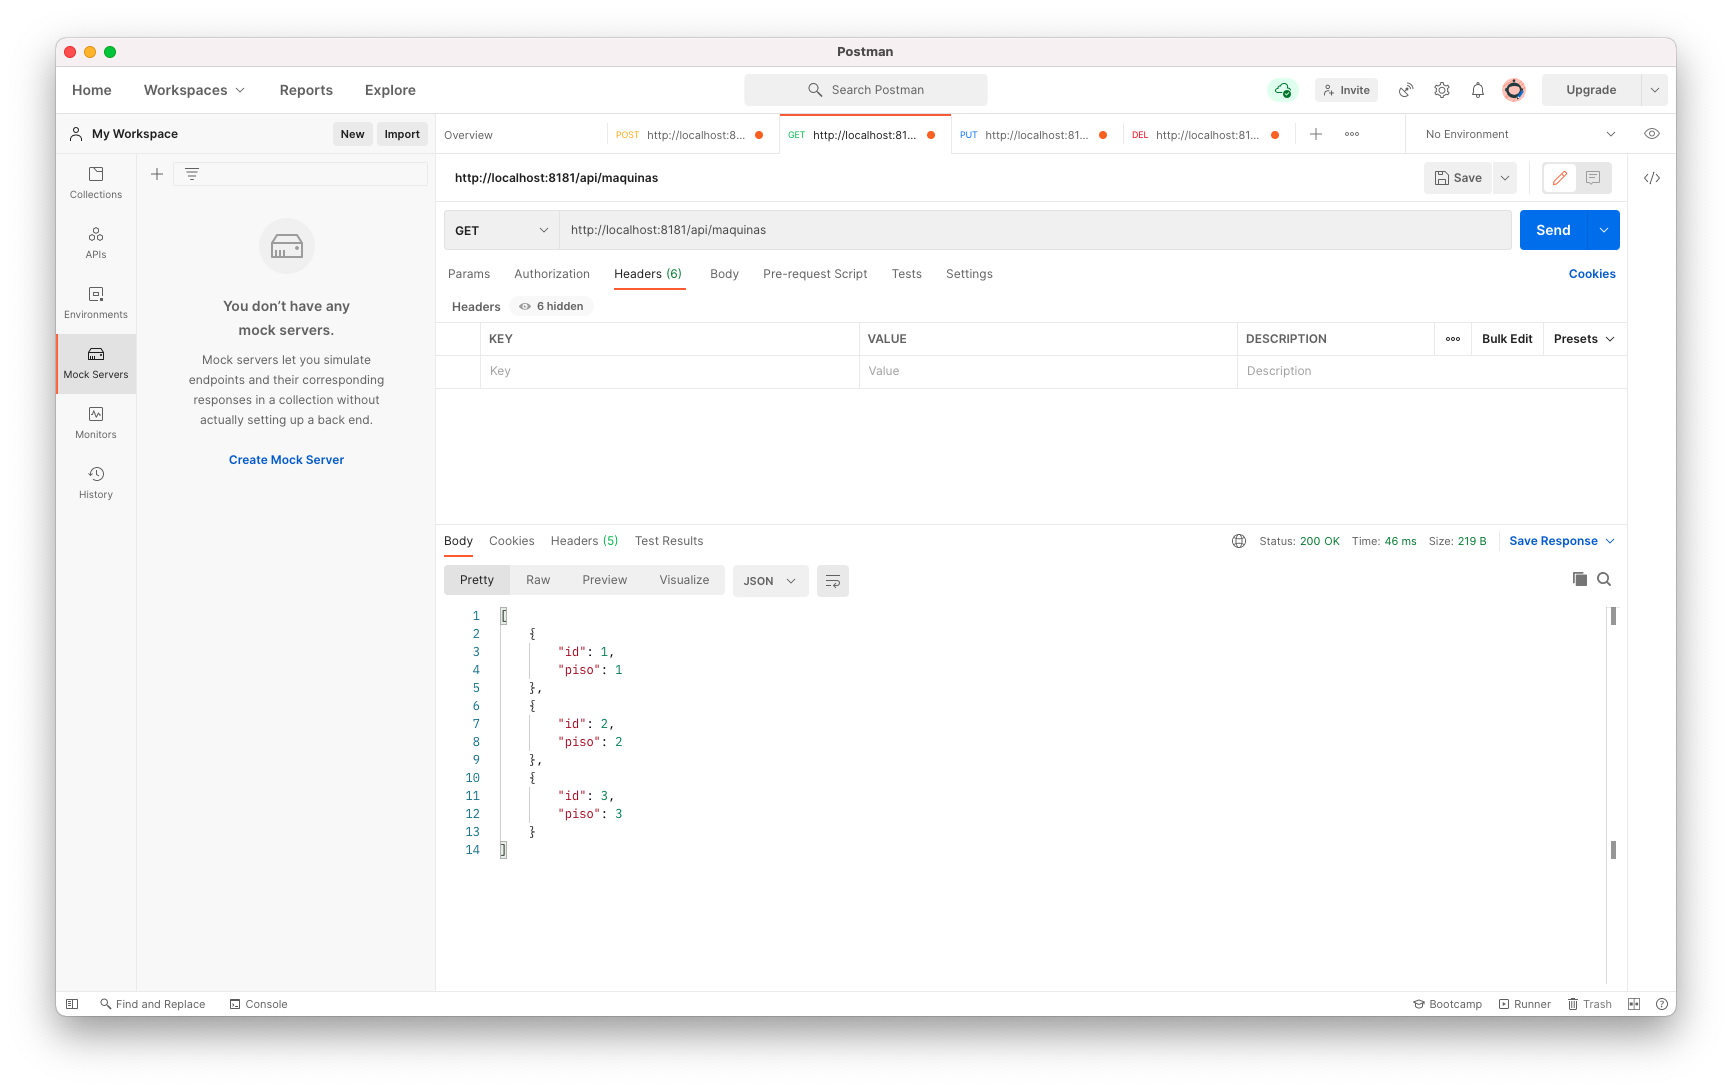 Postman
Home Workspaces Reports Explore Search Postman Invite Upgrade
My Workspace New Import Overview POST http://localhost:8... GET http://localhost:81... PUT http://localhost:81... DEL http://localhost:81... No Environment
Collections
APIs
Environments
Mock Servers
Monitors
History
You don't have any
mock servers.
Mock servers let you simulate
endpoints and their corresponding
responses in a collection without
actually setting up a back end.
Create Mock Server
http://localhost:8181/api/maquinas Save
GET http://localhost:8181/api/maquinas Send
Params Authorization Headers (6) Body Pre-request Script Tests Settings Cookies
Headers 6 hidden
KEY VALUE DESCRIPTION Bulk Edit Presets
Key Value Description
Body Cookies Headers (5) Test Results Status: 200 OK Time: 46 ms Size: 219 B Save Response
Pretty Raw Preview Visualize JSON
1 [
2 {
3 "id": 1,
4 "piso": 1
5 },
6 {
7 "id": 2,
8 "piso": 2
9 },
10 {
11 "id": 3,
12 "piso": 3
13 }
14 ]
Find and Replace Console Bootcamp Runner Trash